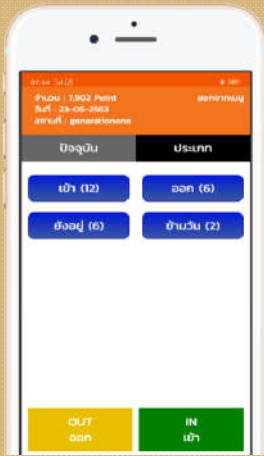 จำนวน : 7,902 Point
ออกจากเมนู
วันที่ : 23-05-2563
สถานที่ : generationone
ปัจจุบัน
ประเภท
เข้า (12)
ออก (6)
ยังอยู่ (6)
ข้ามวัน (2)
OUT
ออก
IN
เข้า